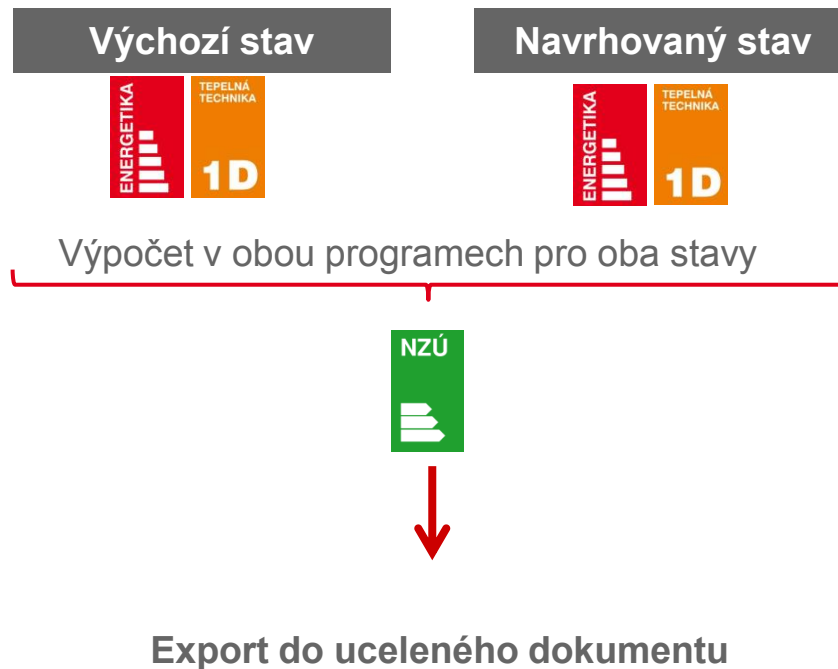 Výchozí stav
Navrhovaný stav
ENERGETIKA
TEPELNÁ
TECHNIKA
1D
ENERGETIKA
TEPELNÁ
TECHNIKA
1D
Výpočet v obou programech pro oba stavy
NZÚ
Export do uceleného dokumentu